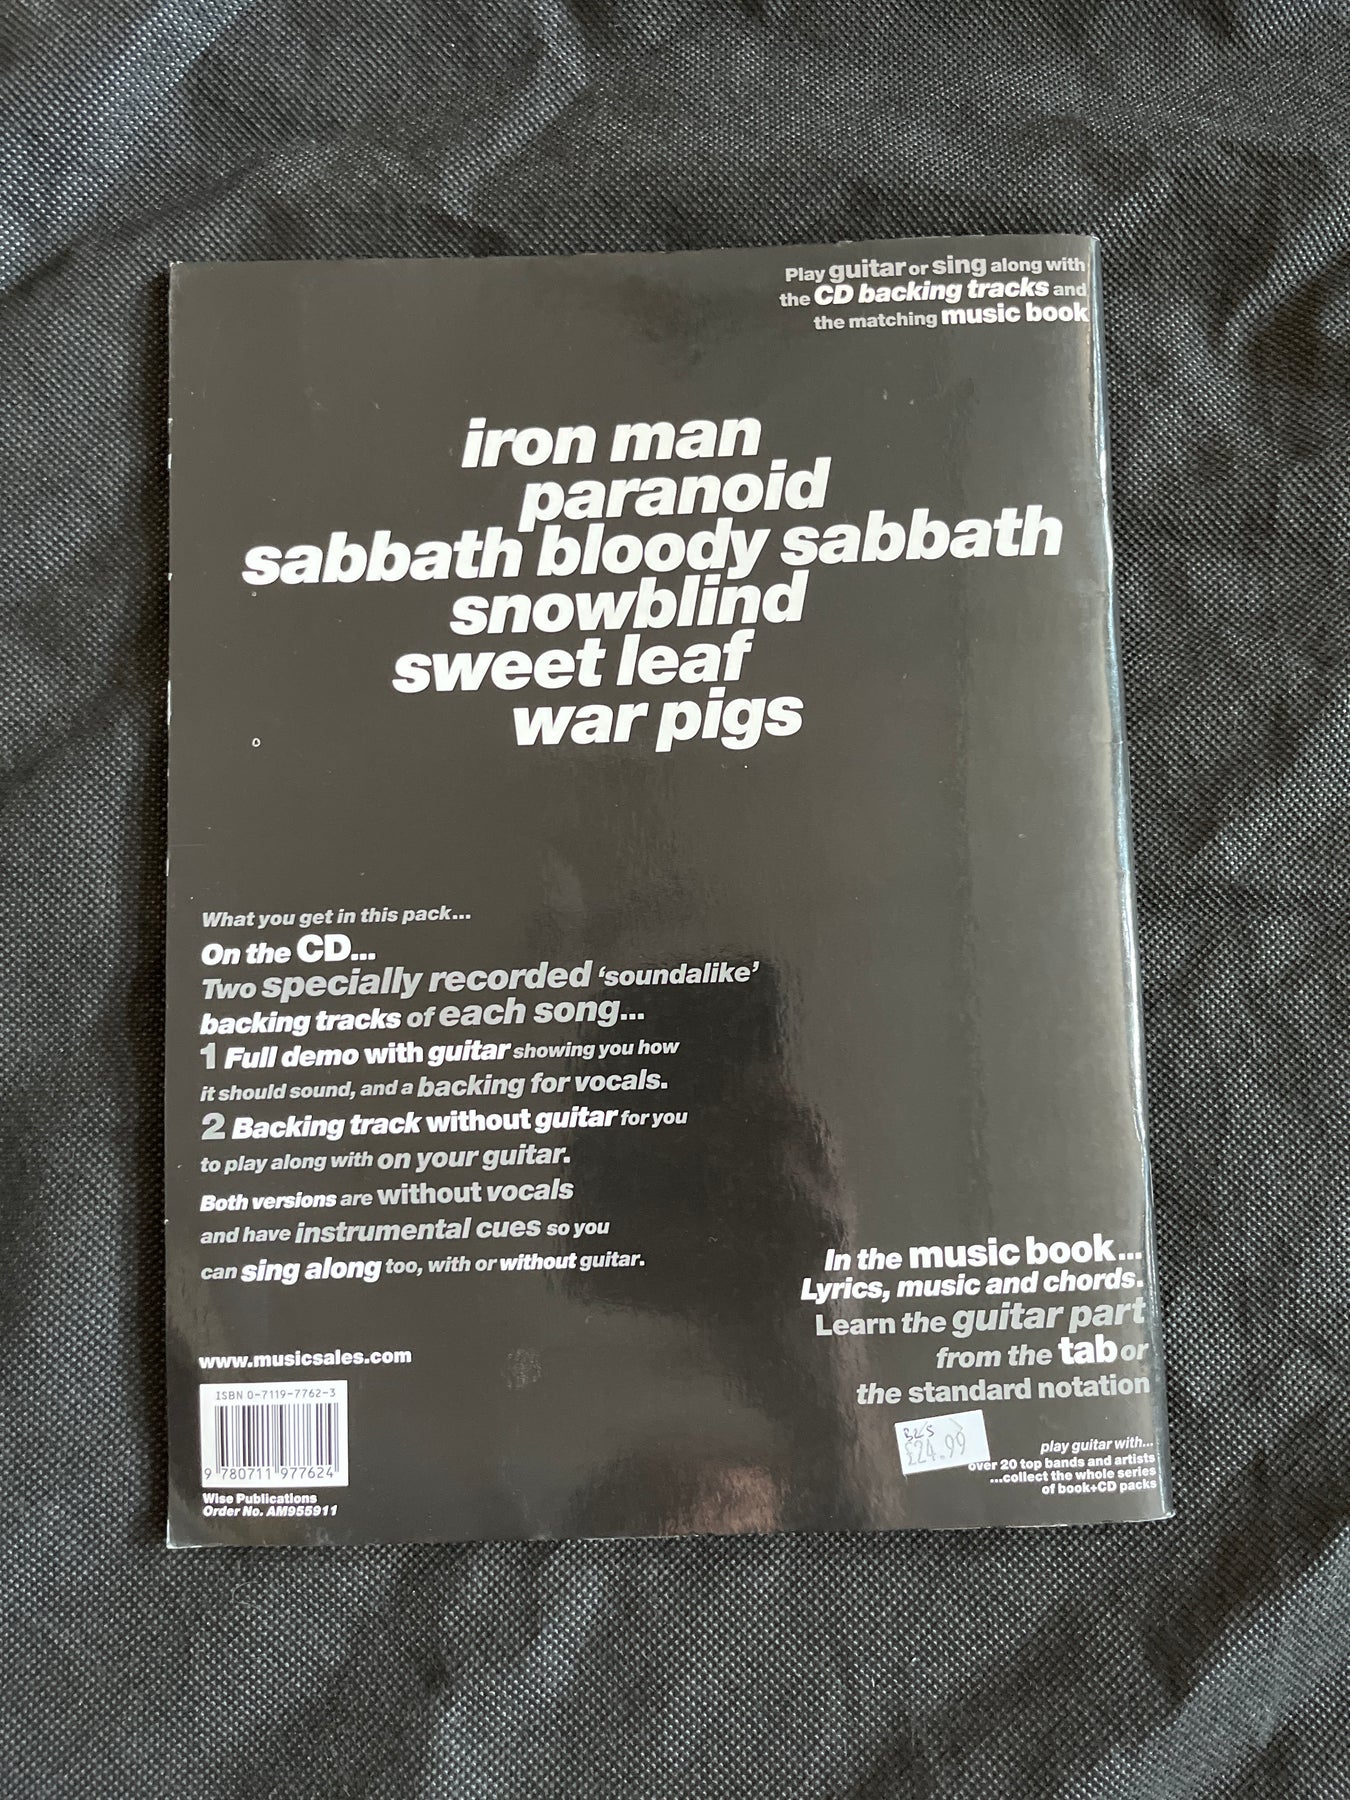 Play guitar or sing along with
the CD backing tracks and
the matching music book
iron man
paranoid
sabbath bloody sabbath
snowblind
sweet leaf
war pigs
What you get in this pack...
On the CD...
Two specially recorded ‘soundalike’
backing tracks of each song...
1 Full demo with guitar showing you how
it should sound, and a backing for vocals.
2 Backing track without guitar for you
to play along with on your guitar.
Both versions are without vocals
and have instrumental cues so you
can sing along too, with or without guitar.
In the music book...
Lyrics, music and chords.
Learn the guitar part
from the tab or
the standard notation
www.musicsales.com
ISBN 0-7119-7762-3
9 780711 977624
Wise Publications
Order No. AM955911
£24.99
play guitar with...
over 20 top bands and artists
...collect the whole series
of book+CD packs